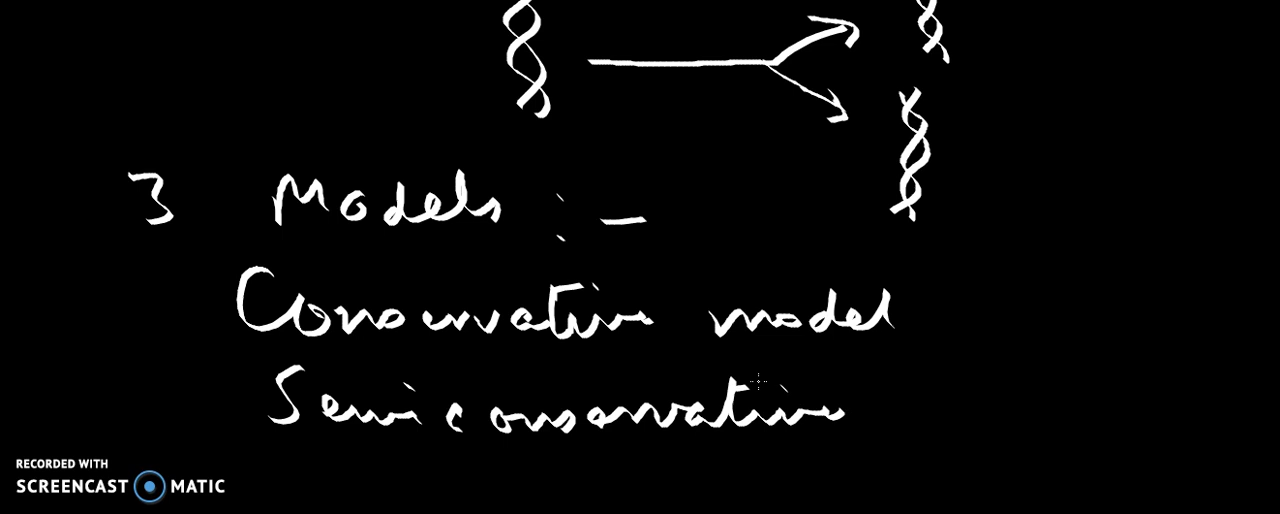 3 Models :-
Conservative model
Semiconservative
RECORDED WITH
SCREENCAST MATIC